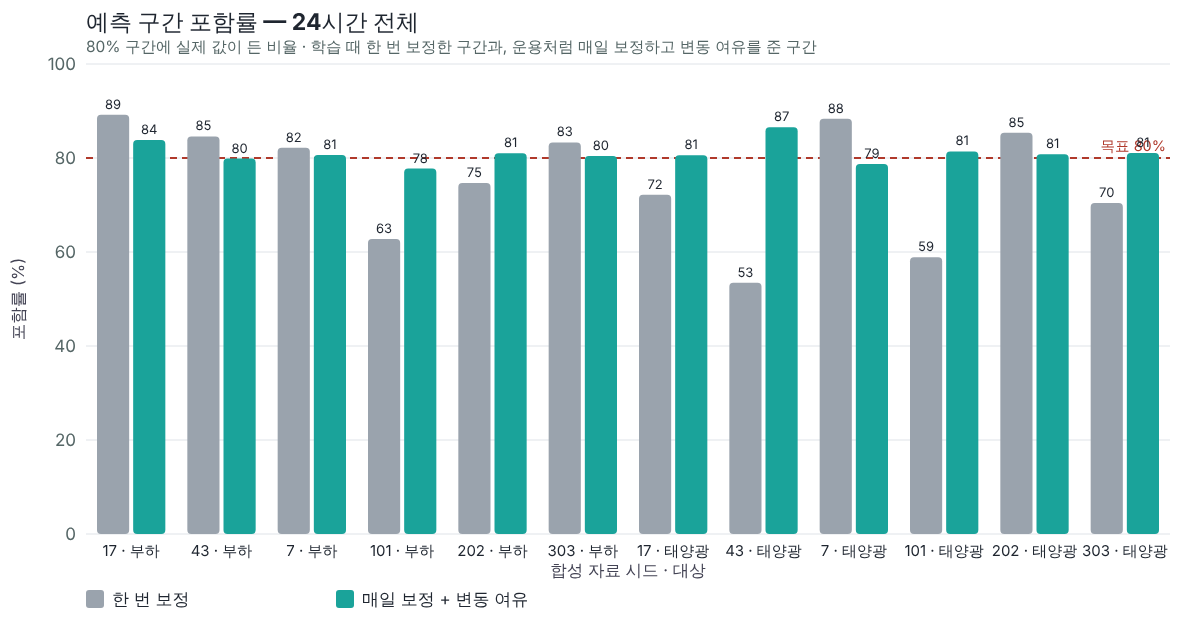 예측 구간 포함률 — 24시간 전체
80% 구간에 실제 값이 든 비율 · 학습 때 한 번 보정한 구간과, 운용처럼 매일 보정하고 변동 여유를 준 구간
100
80
60
40
20
0
포함률 (%)
89 84 85 80 82 81 63 78 75 81 83 80 72 81 53 87 88 79 59 81 85 81 70 81
목표 80%
17 · 부하 43 · 부하 7 · 부하 101 · 부하 202 · 부하 303 · 부하 17 · 태양광 43 · 태양광 7 · 태양광 101 · 태양광 202 · 태양광 303 · 태양광
합성 자료 시드 · 대상
한 번 보정 매일 보정 + 변동 여유